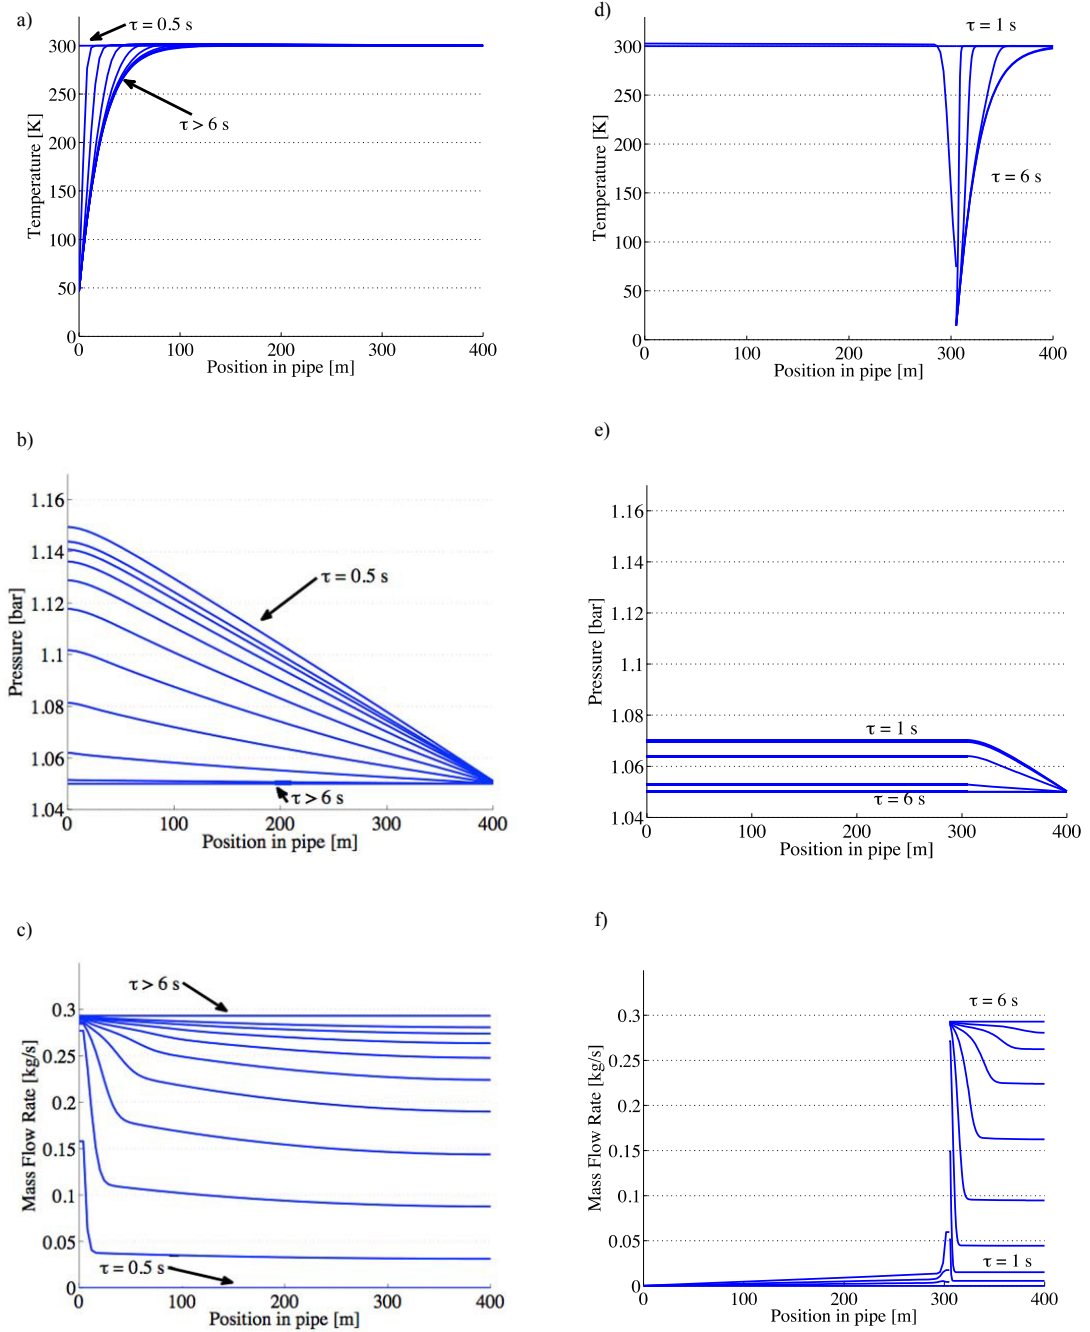 a)
τ = 0.5 s
τ > 6 s
300
250
200
150
100
50
0
Temperature [K]
0 100 200 300 400
Position in pipe [m]
d)
τ = 1 s
τ = 6 s
300
250
200
150
100
50
0
Temperature [K]
0 100 200 300 400
Position in pipe [m]
b)
τ = 0.5 s
τ > 6 s
1.16
1.14
1.12
1.1
1.08
1.06
1.04
Pressure [bar]
0 100 200 300 400
Position in pipe [m]
e)
τ = 1 s
τ = 6 s
1.16
1.14
1.12
1.1
1.08
1.06
1.04
Pressure [bar]
0 100 200 300 400
Position in pipe [m]
c)
τ > 6 s
τ = 0.5 s
0.3
0.25
0.2
0.15
0.1
0.05
0
Mass Flow Rate [kg/s]
0 100 200 300 400
Position in pipe [m]
f)
τ = 6 s
τ = 1 s
0.3
0.25
0.2
0.15
0.1
0.05
0
Mass Flow Rate [kg/s]
0 100 200 300 400
Position in pipe [m]